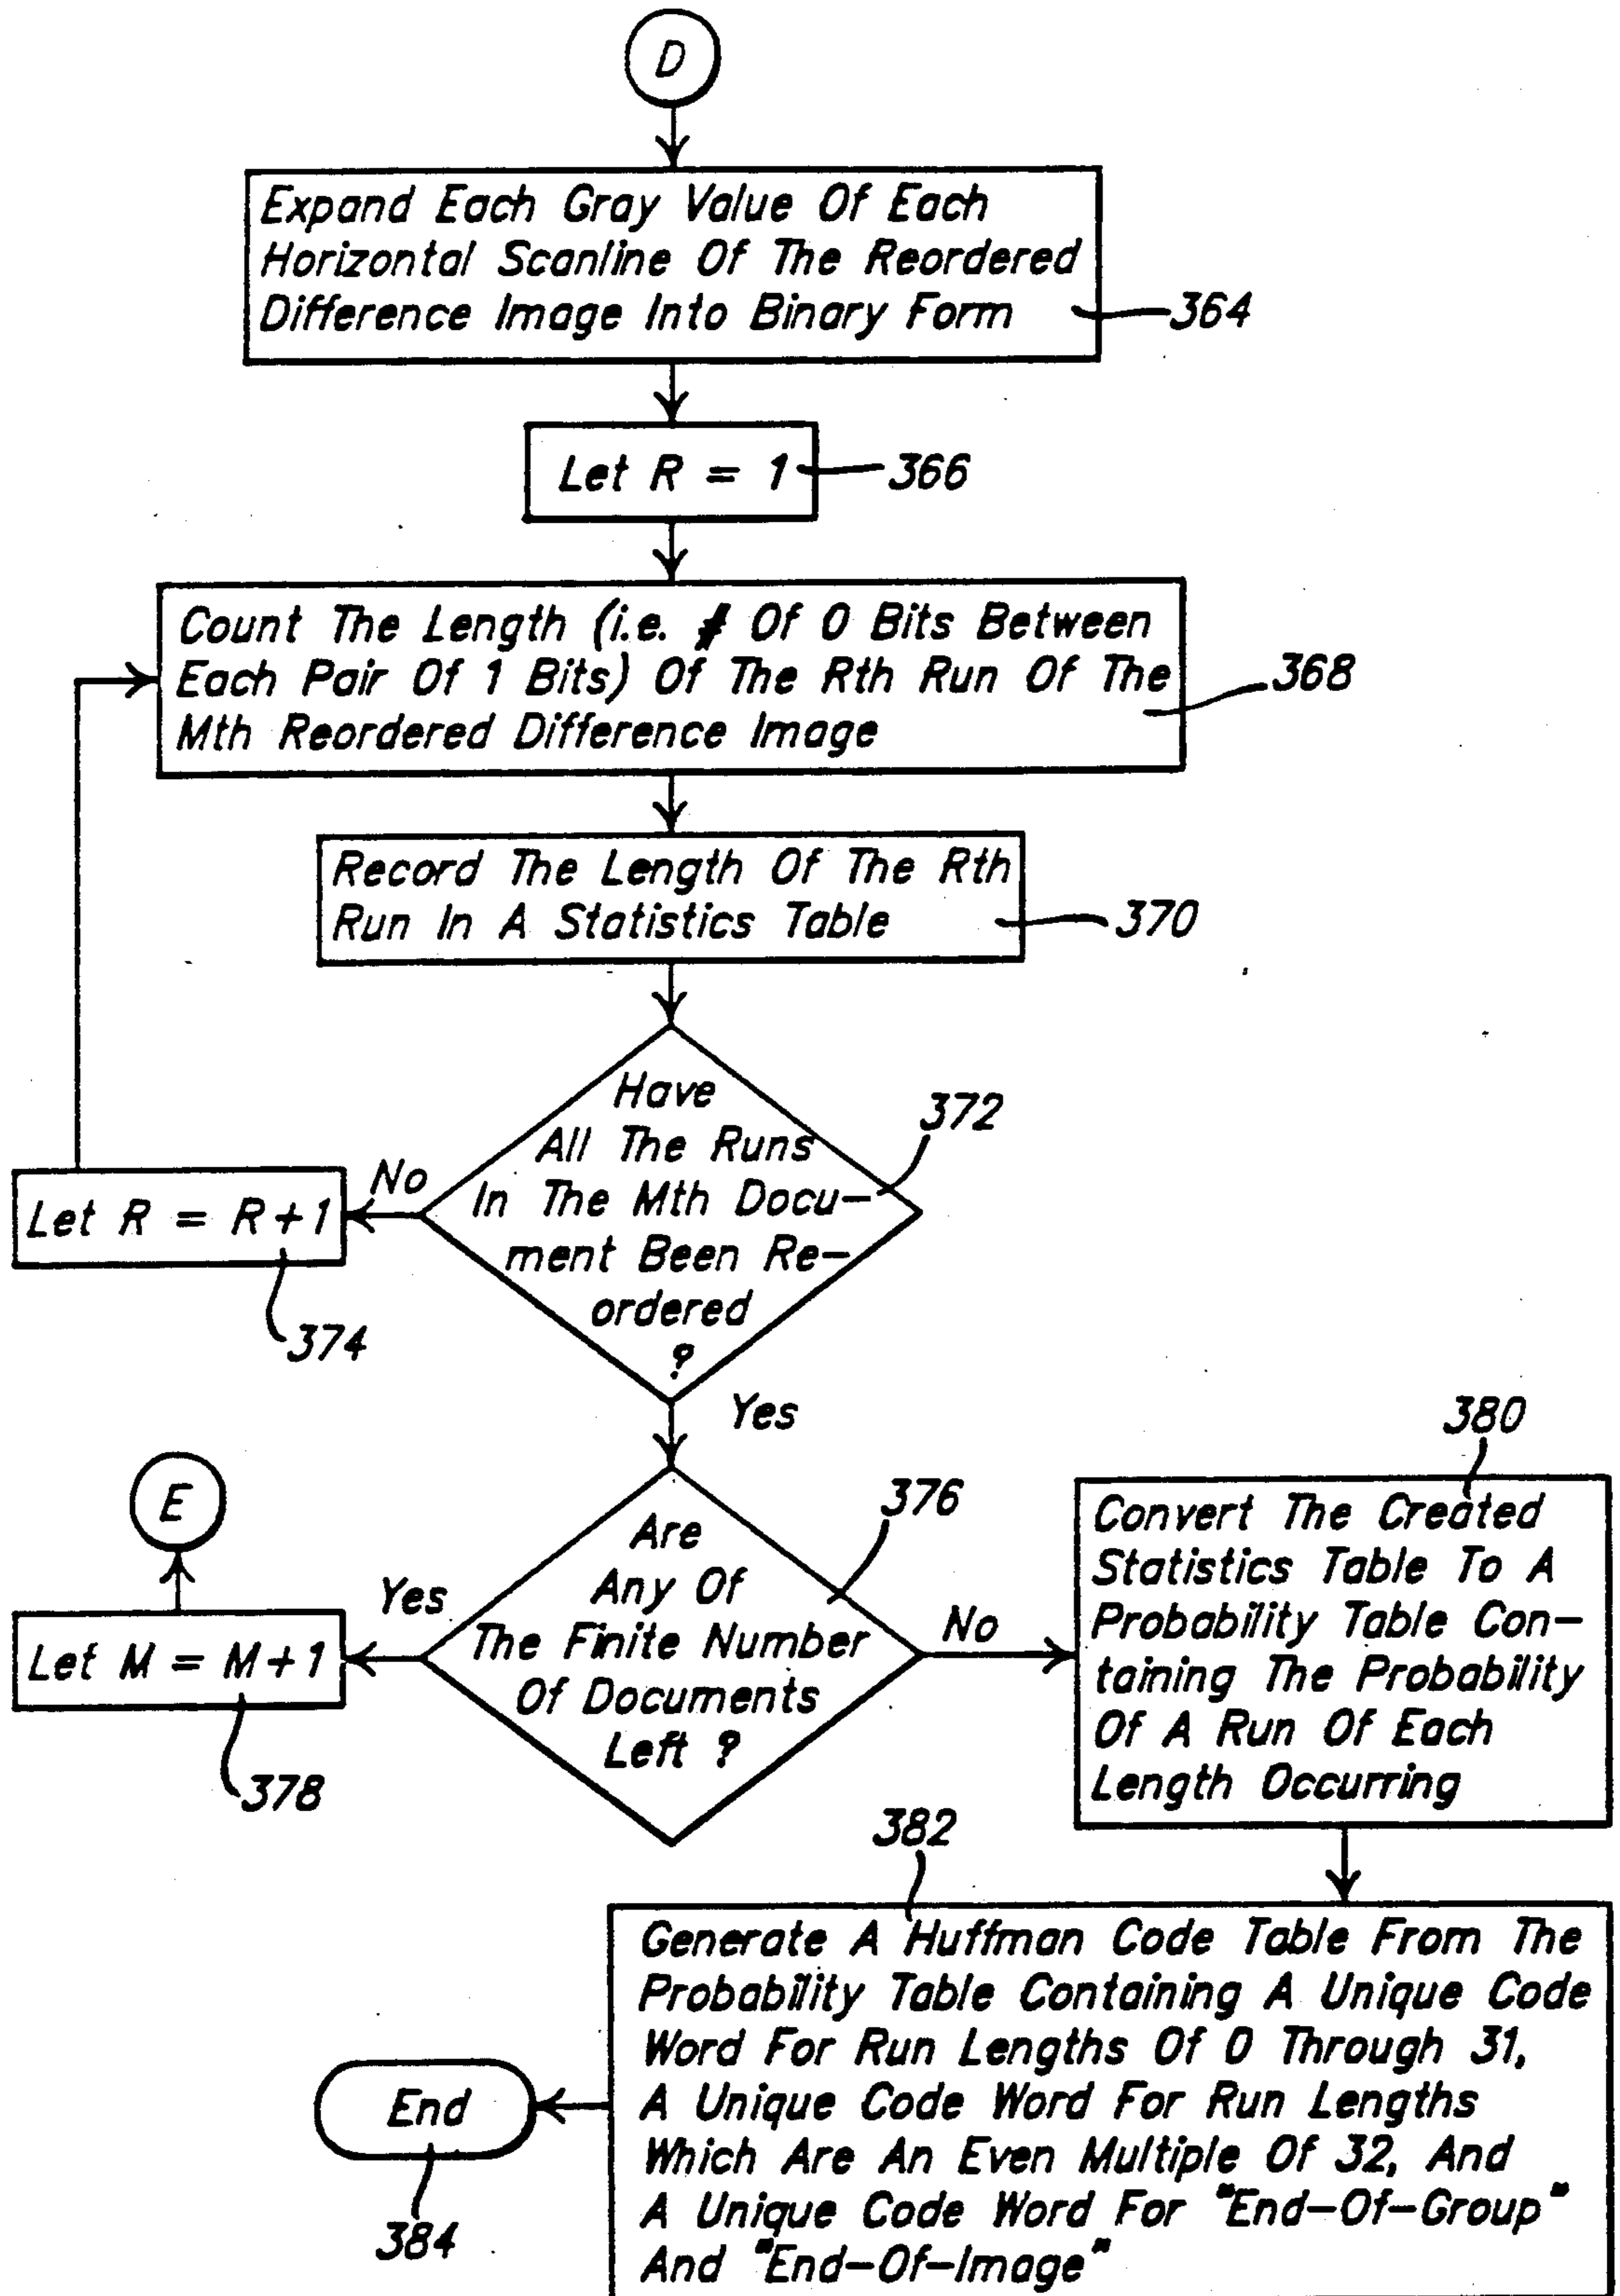 D
Expand Each Gray Value Of Each
Horizontal Scanline Of The Reordered
Difference Image Into Binary Form
364
Let R = 1
366
Count The Length (i.e. # Of 0 Bits Between
Each Pair Of 1 Bits) Of The Rth Run Of The
Mth Reordered Difference Image
368
Record The Length Of The Rth
Run In A Statistics Table
370
Have
All The Runs
In The Mth Docu-
ment Been Re-
ordered
?
372
No
Let R = R+1
374
Yes
E
Are
Any Of
The Finite Number
Of Documents
Left ?
376
Yes
Let M = M+1
378
No
380
Convert The Created
Statistics Table To A
Probability Table Con-
taining The Probability
Of A Run Of Each
Length Occurring
382
Generate A Huffman Code Table From The
Probability Table Containing A Unique Code
Word For Run Lengths Of 0 Through 31,
A Unique Code Word For Run Lengths
Which Are An Even Multiple Of 32, And
A Unique Code Word For "End-Of-Group"
And "End-Of-Image"
End
384